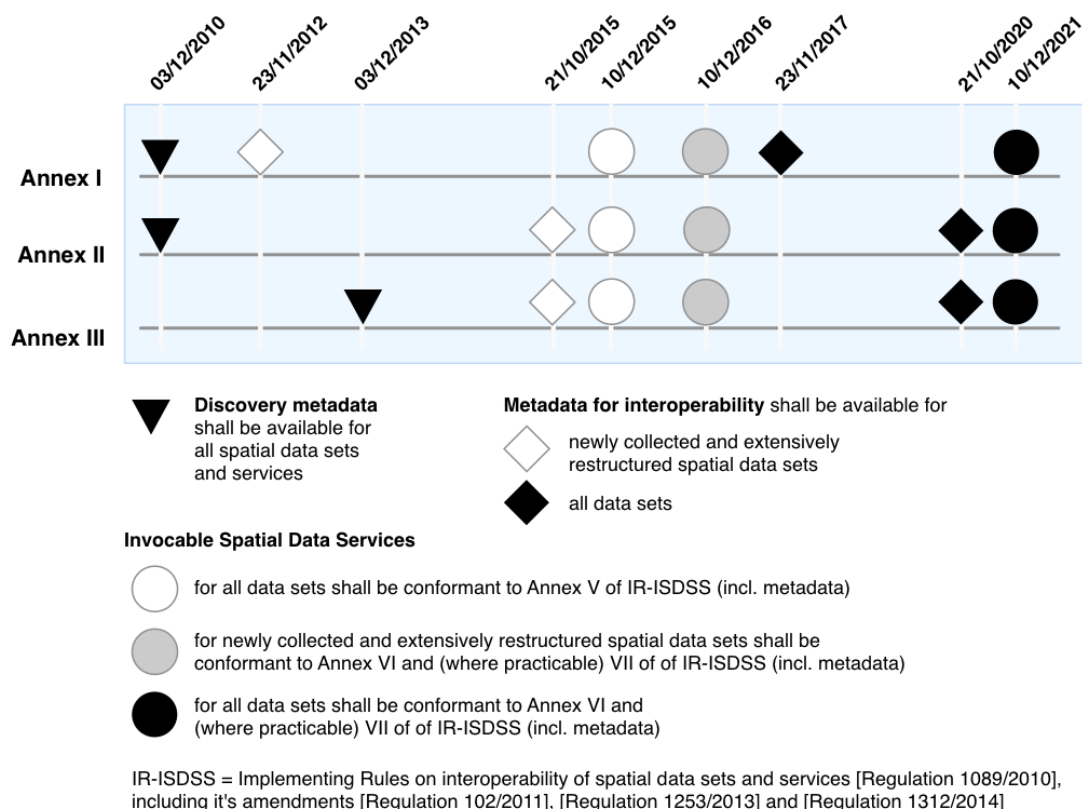 03/12/2010
23/11/2012
03/12/2013
21/10/2015
10/12/2015
10/12/2016
23/11/2017
21/10/2020
10/12/2021
Annex I
Annex II
Annex III
Discovery metadata
shall be available for
all spatial data sets
and services
Metadata for interoperability shall be available for
newly collected and extensively
restructured spatial data sets
all data sets
Invocable Spatial Data Services
for all data sets shall be conformant to Annex V of IR-ISDSS (incl. metadata)
for newly collected and extensively restructured spatial data sets shall be
conformant to Annex VI and (where practicable) VII of of IR-ISDSS (incl. metadata)
for all data sets shall be conformant to Annex VI and
(where practicable) VII of of IR-ISDSS (incl. metadata)
IR-ISDSS = Implementing Rules on interoperability of spatial data sets and services [Regulation 1089/2010],
including it's amendments [Regulation 102/2011], [Regulation 1253/2013] and [Regulation 1312/2014]